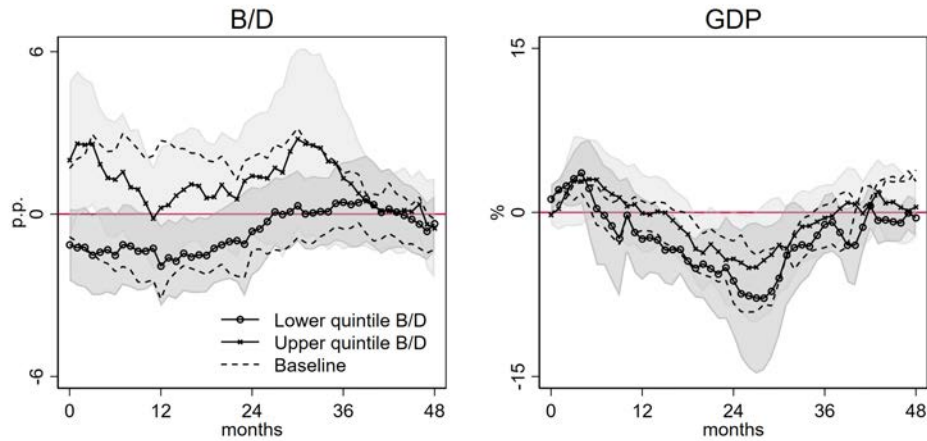 B/D
6
0
-6
p.p.
Lower quintile B/D
Upper quintile B/D
Baseline
0 12 24 36 48
months
GDP
15
0
-15
%
0 12 24 36 48
months